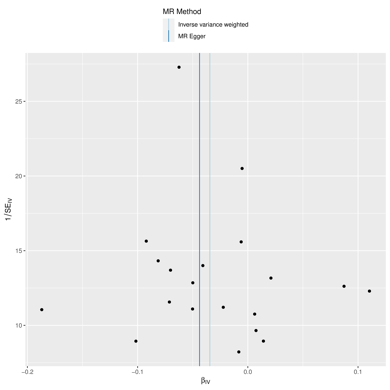 MR Method
Inverse variance weighted
MR Egger
25
20
15
10
1/SE_IV
-0.2
-0.1
0.0
0.1
β_IV